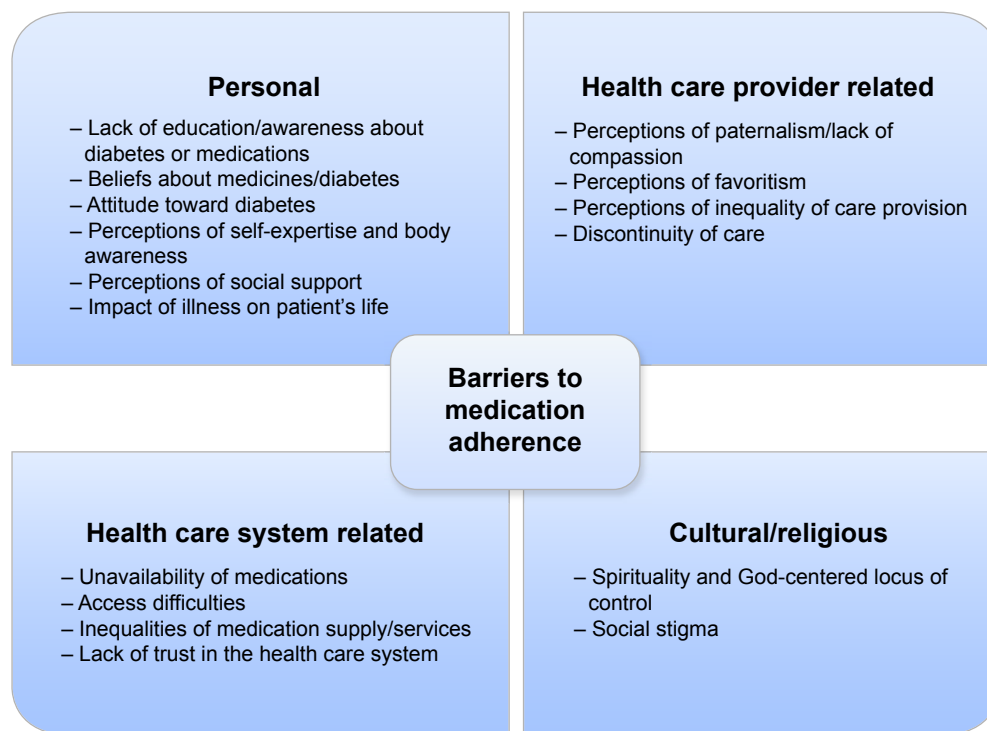 Personal
– Lack of education/awareness about
diabetes or medications
– Beliefs about medicines/diabetes
– Attitude toward diabetes
– Perceptions of self-expertise and body
awareness
– Perceptions of social support
– Impact of illness on patient’s life
Health care provider related
– Perceptions of paternalism/lack of
compassion
– Perceptions of favoritism
– Perceptions of inequality of care provision
– Discontinuity of care
Barriers to
medication
adherence
Health care system related
– Unavailability of medications
– Access difficulties
– Inequalities of medication supply/services
– Lack of trust in the health care system
Cultural/religious
– Spirituality and God-centered locus of
control
– Social stigma